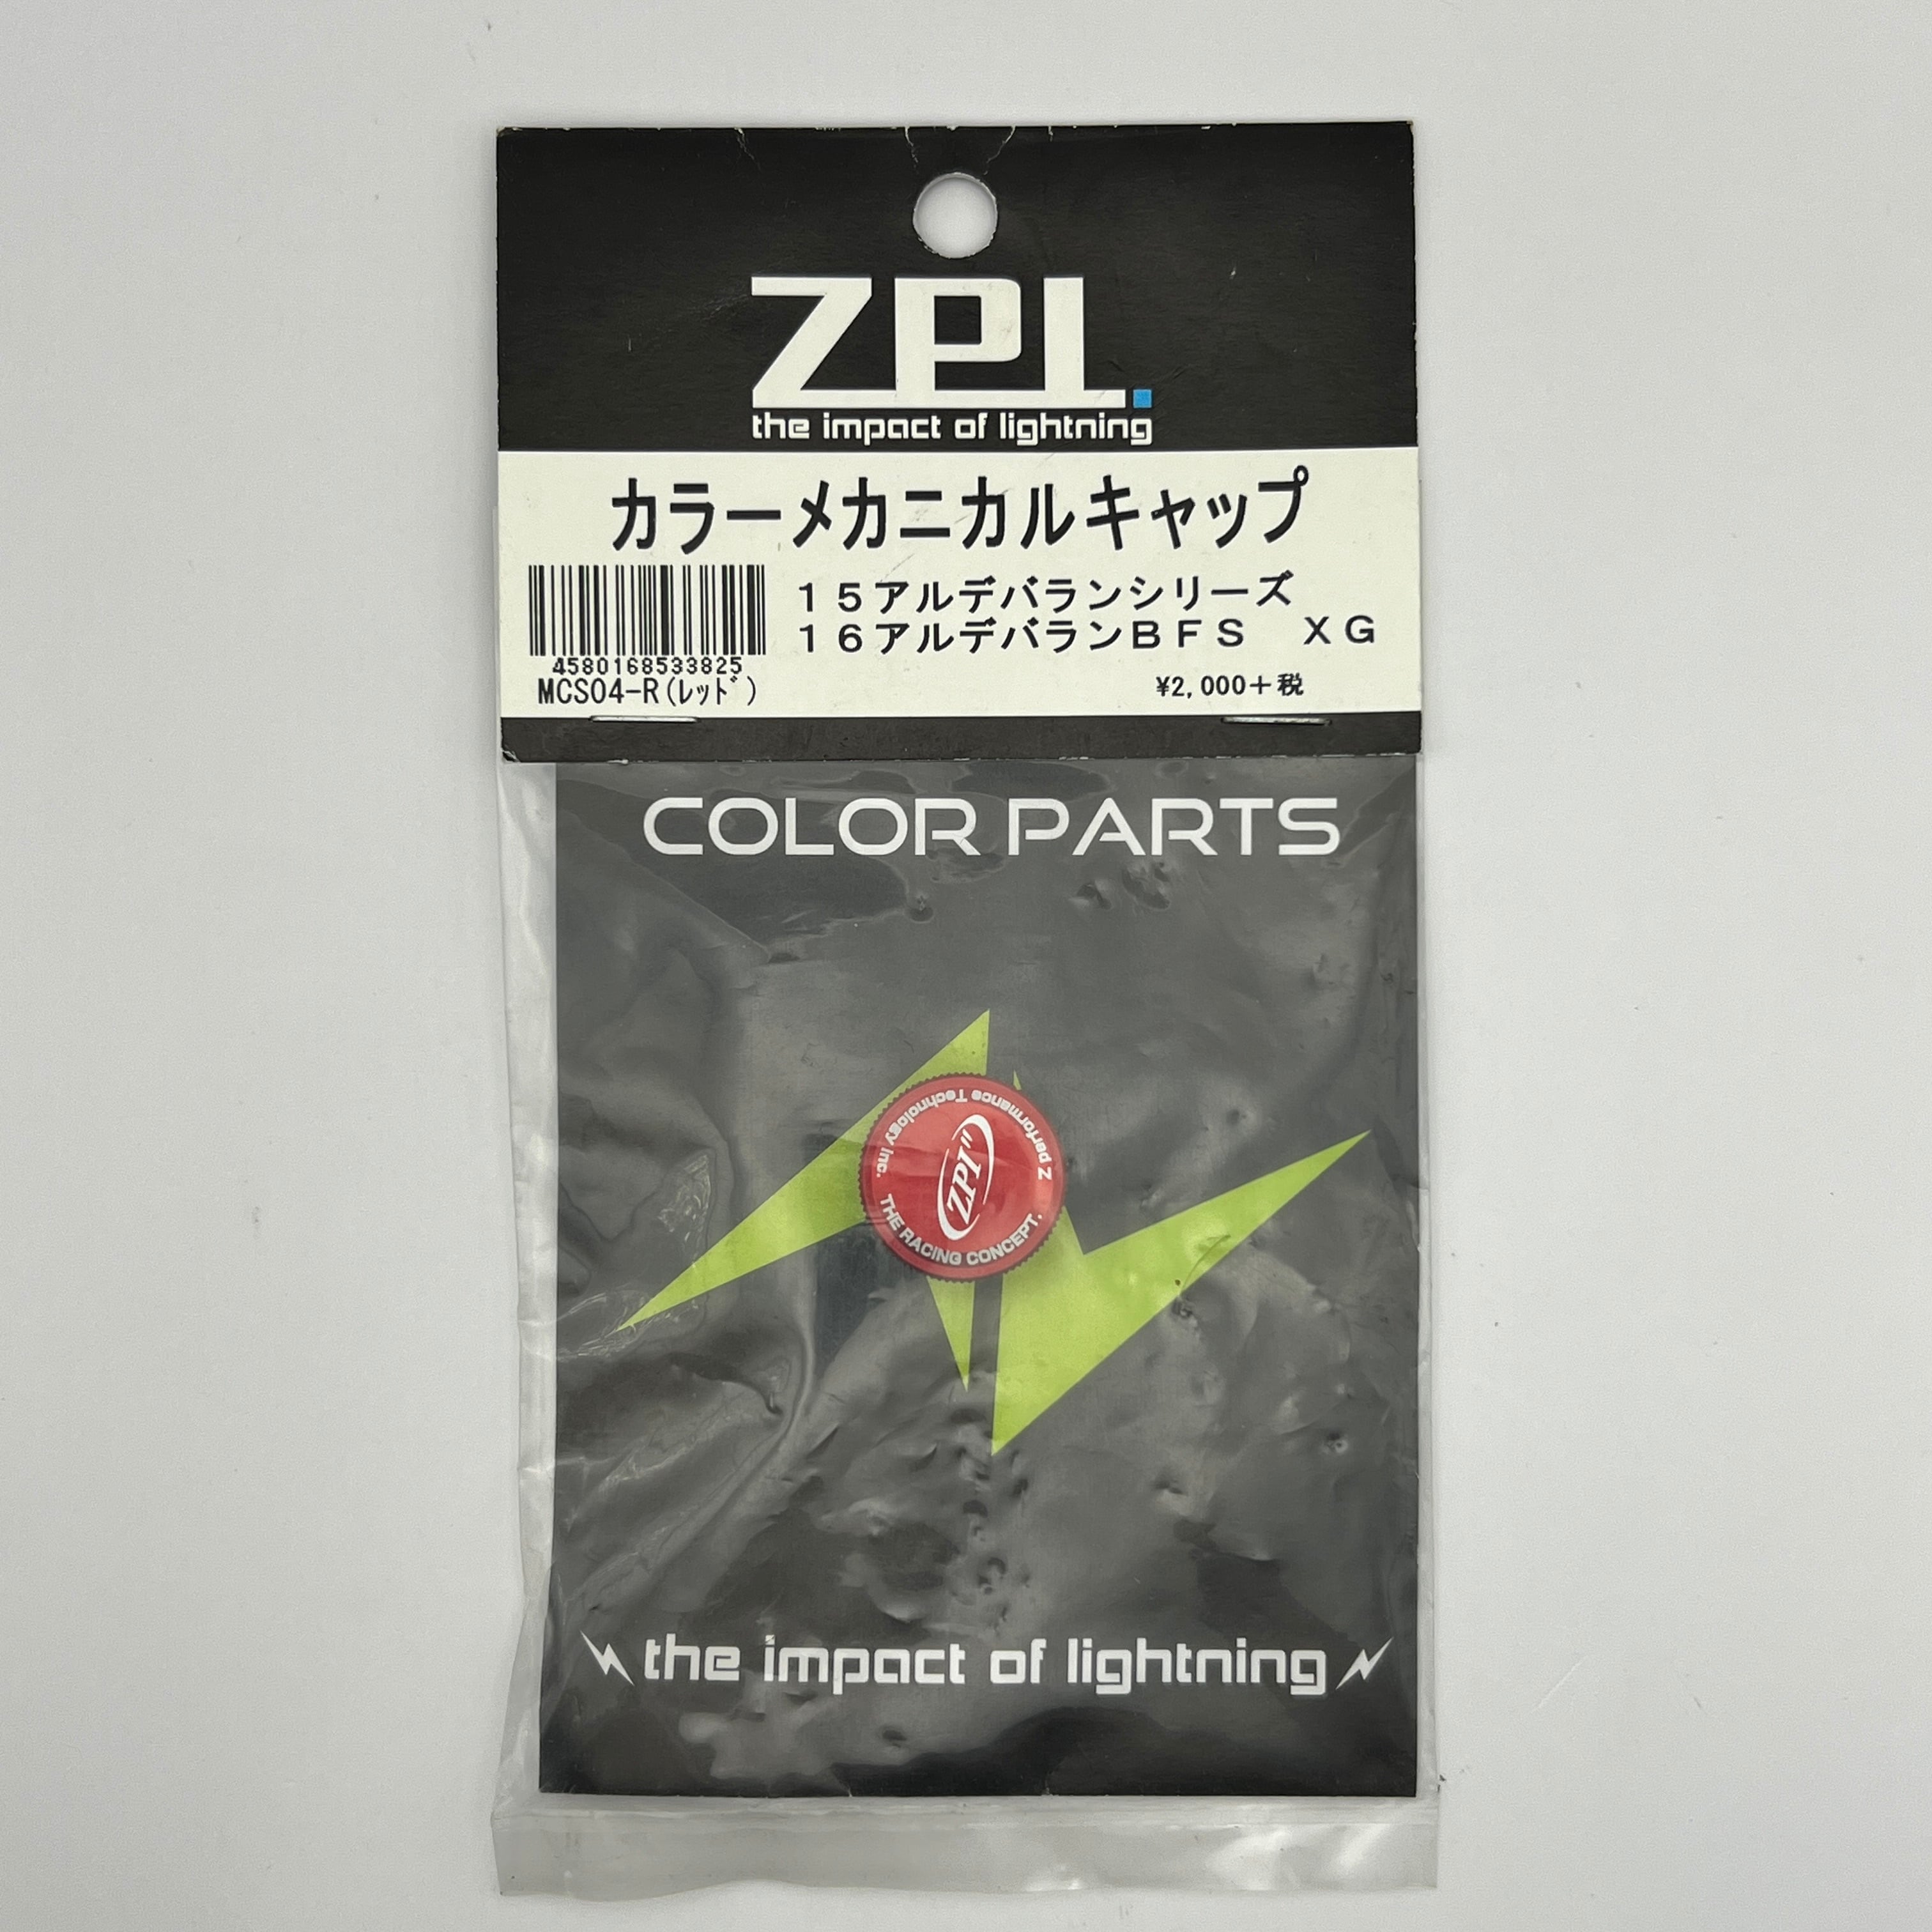 ZPI.
the impact of lightning
カラーメカニカルキャップ
15アルデバランシリーズ
16アルデバランBFS XG
4580168533825
MCS04-R(レッド)
¥2,000+税
COLOR PARTS
Z performance Technology Inc.
ZPI
THE RACING CONCEPT.
the impact of lightning